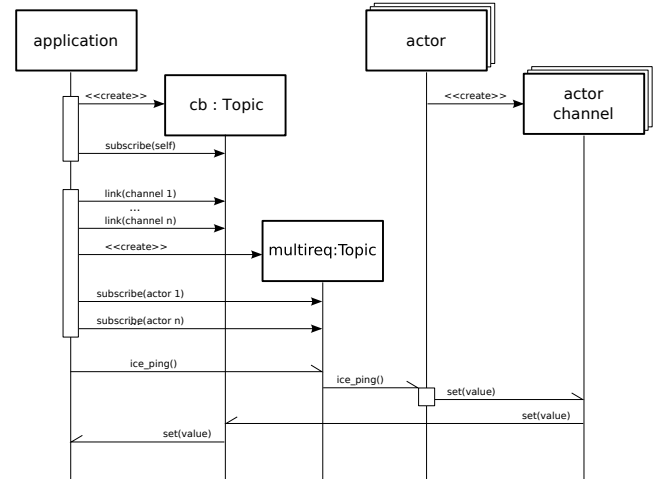 application
actor
<<create>>
cb : Topic
<<create>>
actor
channel
subscribe(self)
link(channel 1)
...
link(channel n)
<<create>>
multireq:Topic
subscribe(actor 1)
...
subscribe(actor n)
ice_ping()
ice_ping()
set(value)
set(value)
set(value)